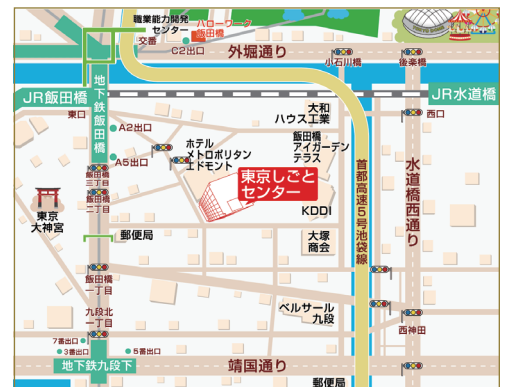 職業能力開発
センター
ハローワーク
飯田橋
交番
C2出口
外堀通り
小石川橋
後楽橋
JR飯田橋
JR水道橋
東口
西口
地下鉄飯田橋
A2出口
A5出口
ホテル
メトロポリタン
エドモント
大和
ハウス工業
飯田橋
アイガーデン
テラス
東京しごと
センター
KDDI
首都高速5号池袋線
水道橋西通り
飯田橋
三丁目
飯田橋
二丁目
東京
大神宮
郵便局
大塚
商会
飯田橋
一丁目
ベルサール
九段
九段北
一丁目
西神田
7番出口
3番出口
5番出口
地下鉄九段下
靖国通り
郵便局